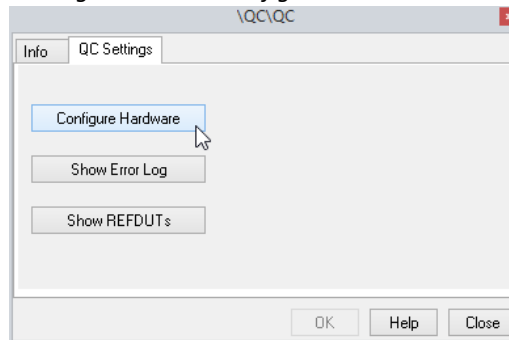 \QC\QC
Info QC Settings
Configure Hardware
Show Error Log
Show REFDUTs
OK Help Close